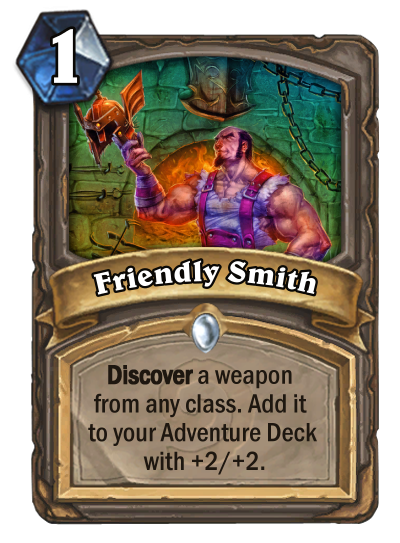 1
Friendly Smith
Discover a weapon
from any class. Add it
to your Adventure Deck
with +2/+2.